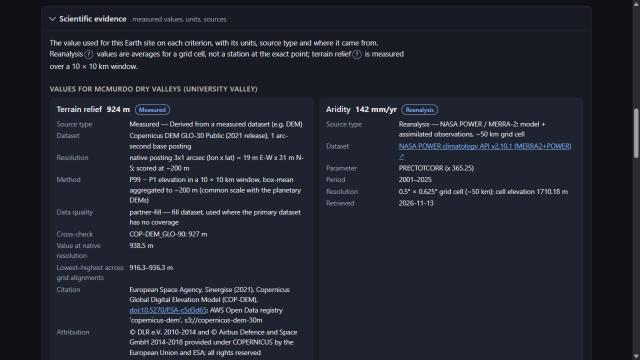 Scientific evidence measured values, units, sources
The value used for this Earth site on each criterion, with its units, source type and where it came from.
Reanalysis ? values are averages for a grid cell, not a station at the exact point; terrain relief ? is measured
over a 10 × 10 km window.
VALUES FOR MCMURDO DRY VALLEYS (UNIVERSITY VALLEY)
Terrain relief 924 m Measured
Source type Measured — Derived from a measured dataset (e.g. DEM)
Dataset Copernicus DEM GLO-30 Public (2021 release), 1 arc-
second base posting
Resolution native posting 3x1 arcsec (lon x lat) = 19 m E-W x 31 m N-
S; scored at ~200 m
Method P99 − P1 elevation in a 10 × 10 km window, box-mean
aggregated to ~200 m (common scale with the planetary
DEMs)
Data quality partner-fill — fill dataset, used where the primary dataset
has no coverage
Cross-check COP-DEM_GLO-90: 927 m
Value at native
resolution 938.5 m
Lowest–highest across
grid alignments 916.3–936.3 m
Citation European Space Agency, Sinergise (2021). Copernicus
Global Digital Elevation Model (COP-DEM),
doi:10.5270/ESA-c5d3d65; AWS Open Data registry
'copernicus-dem', s3://copernicus-dem-30m
Attribution © DLR e.V. 2010-2014 and © Airbus Defence and Space
GmbH 2014-2018 provided under COPERNICUS by the
European Union and ESA; all rights reserved
Aridity 142 mm/yr Reanalysis
Source type Reanalysis — NASA POWER / MERRA-2: model +
assimilated observations, ~50 km grid cell
Dataset NASA POWER climatology API v2.10.1 (MERRA2+POWER)
↗
Parameter PRECTOTCORR (x 365.25)
Period 2001–2025
Resolution 0.5° × 0.625° grid cell (~50 km); cell elevation 1710.18 m
Retrieved 2026-11-13